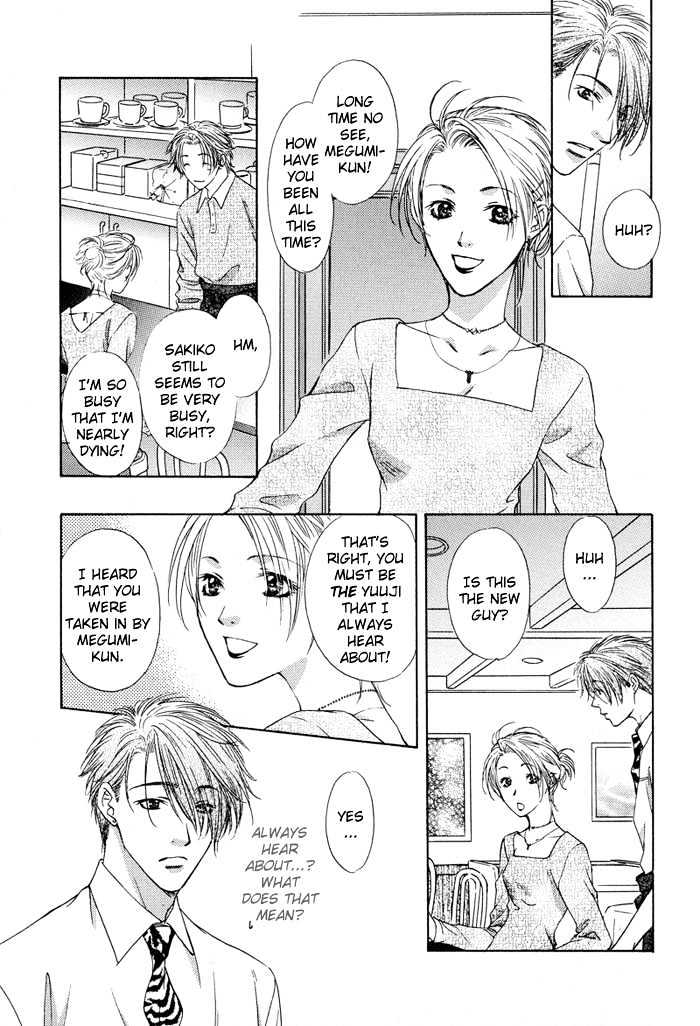 HUH?
LONG
TIME NO
SEE,
MEGUMI-
KUN!
HOW
HAVE
YOU
BEEN
ALL
THIS
TIME?
HM,
SAKIKO
STILL
SEEMS TO
BE VERY
BUSY,
RIGHT?
I'M SO
BUSY
THAT I'M
NEARLY
DYING!
HUH
...
IS THIS
THE NEW
GUY?
THAT'S
RIGHT, YOU
MUST BE
THE YUUJI
THAT I
ALWAYS
HEAR
ABOUT!
I HEARD
THAT YOU
WERE
TAKEN IN BY
MEGUMI-
KUN.
YES
...
ALWAYS
HEAR
ABOUT...?
WHAT
DOES THAT
MEAN?